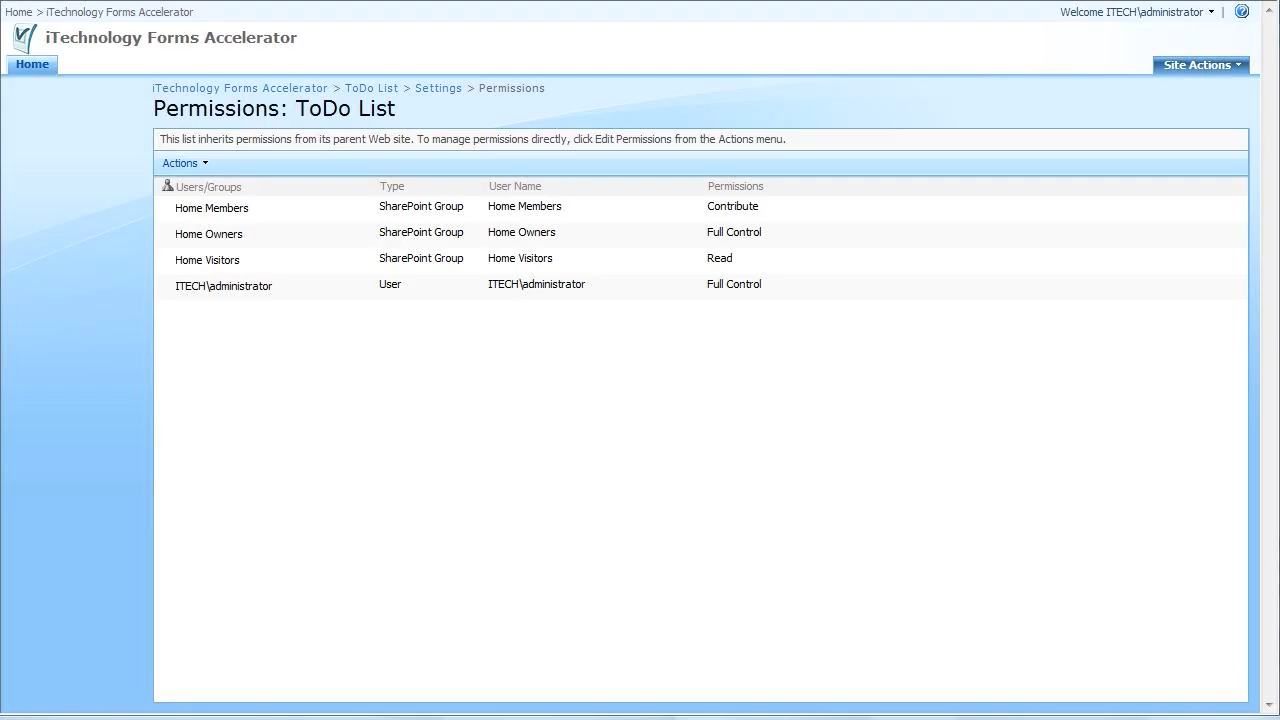 Home > iTechnology Forms Accelerator
Welcome ITECH\administrator |
iTechnology Forms Accelerator
Home
Site Actions
iTechnology Forms Accelerator > ToDo List > Settings > Permissions
Permissions: ToDo List
This list inherits permissions from its parent Web site. To manage permissions directly, click Edit Permissions from the Actions menu.
Actions
Users/Groups Type User Name Permissions
Home Members SharePoint Group Home Members Contribute
Home Owners SharePoint Group Home Owners Full Control
Home Visitors SharePoint Group Home Visitors Read
ITECH\administrator User ITECH\administrator Full Control